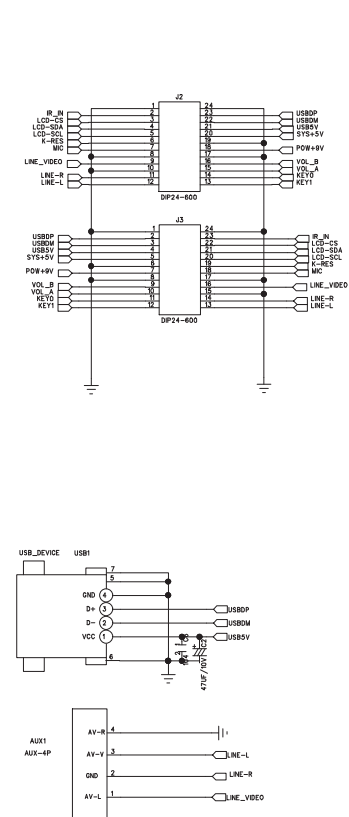 J2
1 24
IR_IN 2 23 USBDP
LCD-CS 3 22 USBDM
LCD-SDA 4 21 USB5V
LCD-SCL 5 20 SYS+5V
K-RES 6 19
MIC 7 18 POW+9V
8 17
LINE_VIDEO 9 16 VOL_B
10 15 VOL_A
LINE-R 11 14 KEY0
LINE-L 12 13 KEY1
DIP24-600
J3
1 24
USBDP 2 23 IR_IN
USBDM 3 22 LCD-CS
USB5V 4 21 LCD-SDA
SYS+5V 5 20 LCD-SCL
6 19 K-RES
POW+9V 7 18 MIC
8 17
VOL_B 9 16 LINE_VIDEO
VOL_A 10 15
KEY0 11 14 LINE-R
KEY1 12 13 LINE-L
DIP24-600
USB_DEVICE USB1
7
5
GND 4
D+ 3 USBDP
D- 2 USBDM
VCC 1 USB5V
6
1 2
104
+
47UF/10V
AUX1
AUX-4P
AV-R 4
AV-V 3 LINE-L
GND 2 LINE-R
AV-L 1 LINE_VIDEO